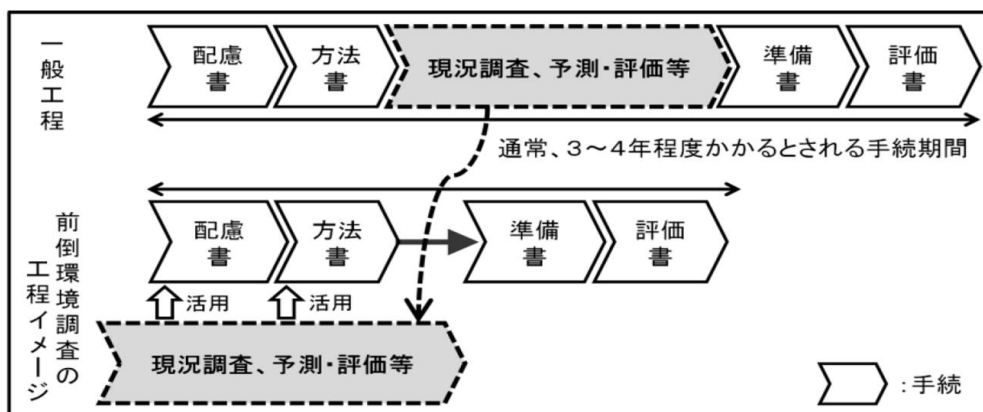 一般工程
配慮
書
方法
書
現況調査、予測・評価等
準備
書
評価
書
通常、3～4年程度かかるとされる手続期間
前倒環境調査の
工程イメージ
配慮
書
方法
書
準備
書
評価
書
活用
活用
現況調査、予測・評価等
：手続